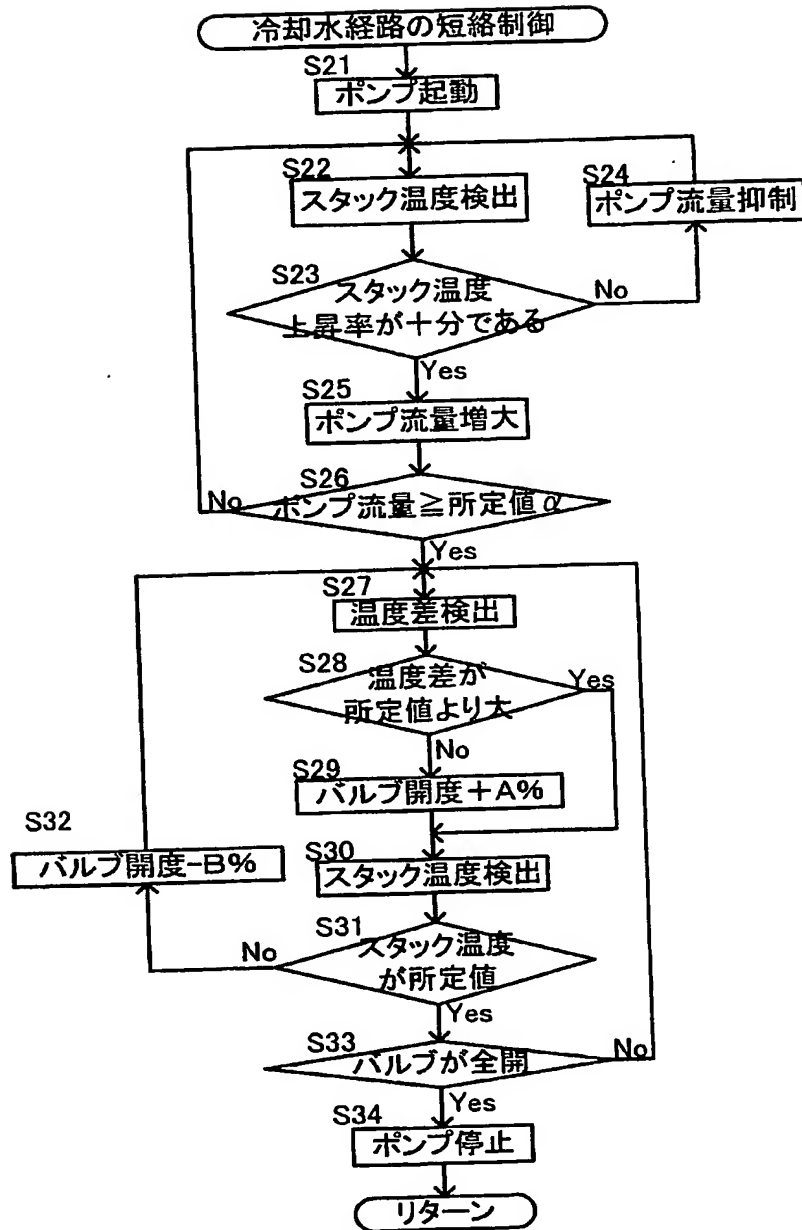 冷却水経路の短絡制御
S21
ポンプ起動
S22
スタック温度検出
S24
ポンプ流量抑制
S23
スタック温度
上昇率が十分である
No
Yes
S25
ポンプ流量増大
S26
No
ポンプ流量≧所定値α
Yes
S27
温度差検出
S28
温度差が
所定値より大
Yes
No
S29
バルブ開度+A%
S32
バルブ開度-B%
S30
スタック温度検出
S31
スタック温度
が所定値
No
Yes
S33
バルブが全開
No
Yes
S34
ポンプ停止
リターン